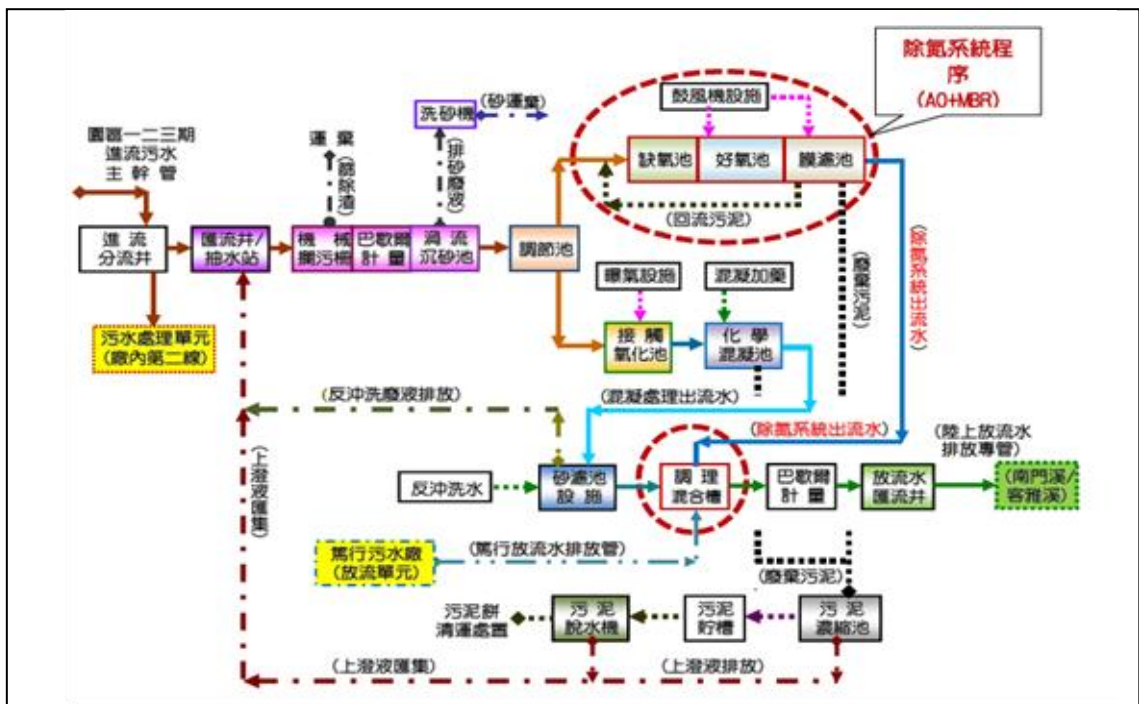 除氮系統程
序
(AO+MBR)
鼓風機設施
洗砂機
(砂運棄)
園區一二三期
進流污水
主幹管
運棄
(篩除渣)
(排砂廢液)
缺氧池
好氧池
膜濾池
(回流污泥)
進流
分流井
匯流井/
抽水站
機械
攔污柵
巴歇爾
計量
渦流
沉砂池
調節池
(除氮系統出流水)
(廢棄污泥)
曝氣設施
混凝加藥
污水處理單元
(廠內第二線)
接觸
氧化池
化學
混凝池
(反沖洗廢液排放)
(混凝處理出流水)
(除氮系統出流水)
(陸上放流水
排放專管)
(上澄液匯集)
反沖洗水
砂濾池
設施
調理
混合槽
巴歇爾
計量
放流水
匯流井
(南門溪/
客雅溪)
篤行污水廠
(放流單元)
(篤行放流水排放管)
(廢棄污泥)
污泥餅
清運處置
污泥
脫水機
污泥
貯槽
污泥
濃縮池
(上澄液匯集)
(上澄液排放)